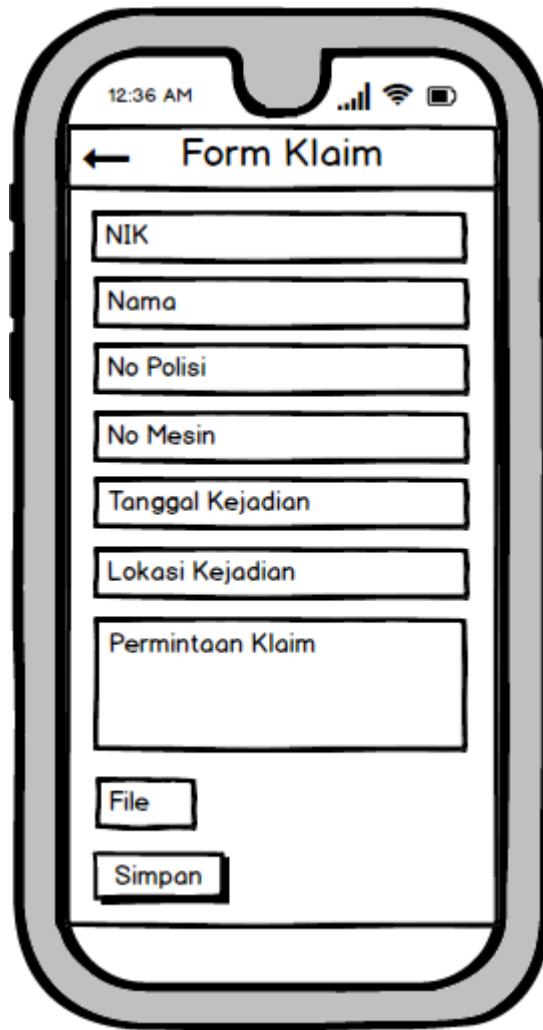 12:36 AM
Form Klaim
NIK
Nama
No Polisi
No Mesin
Tanggal Kejadian
Lokasi Kejadian
Permintaan Klaim
File
Simpan